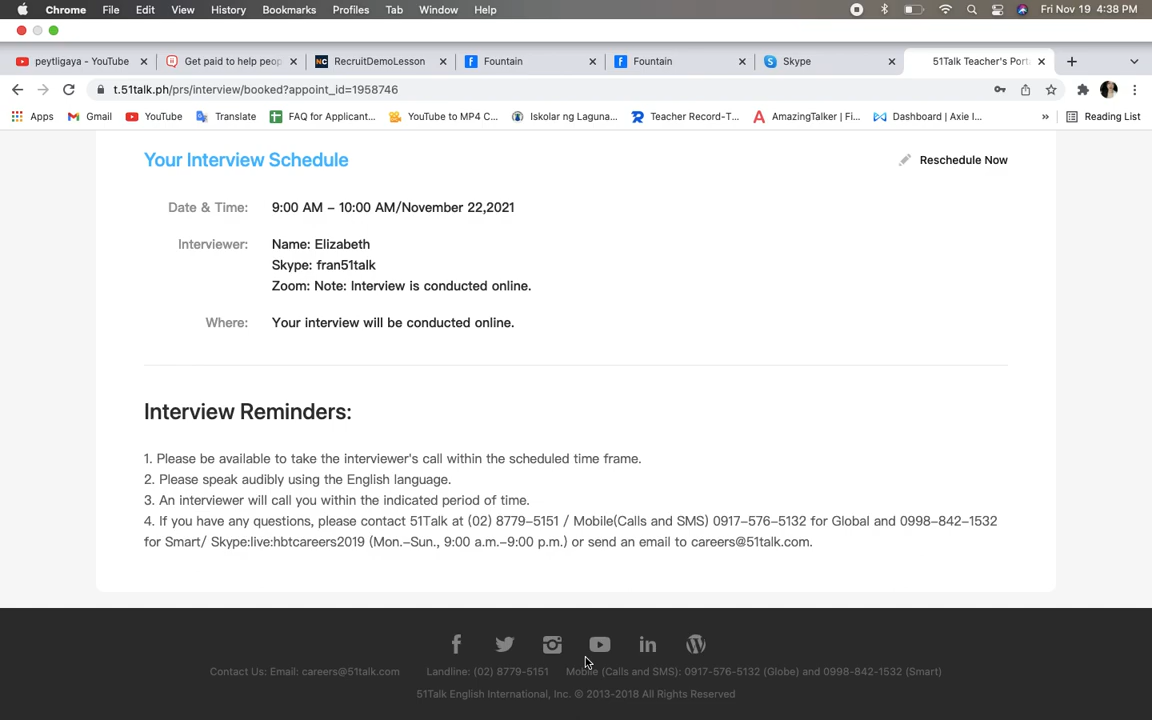 Chrome File Edit View History Bookmarks Profiles Tab Window Help Fri Nov 19 4:38 PM
peytligaya - YouTube Get paid to help peop RecruitDemoLesson Fountain Fountain Skype 51Talk Teacher's Port
t.51talk.ph/prs/interview/booked?appoint_id=1958746
Apps Gmail YouTube Translate FAQ for Applicant... YouTube to MP4 C... Iskolar ng Laguna... Teacher Record-T... AmazingTalker | Fi... Dashboard | Axie I... » Reading List
Your Interview Schedule Reschedule Now
Date & Time: 9:00 AM – 10:00 AM/November 22,2021
Interviewer: Name: Elizabeth
Skype: fran51talk
Zoom: Note: Interview is conducted online.
Where: Your interview will be conducted online.
Interview Reminders:
1. Please be available to take the interviewer's call within the scheduled time frame.
2. Please speak audibly using the English language.
3. An interviewer will call you within the indicated period of time.
4. If you have any questions, please contact 51Talk at (02) 8779-5151 / Mobile(Calls and SMS) 0917-576-5132 for Global and 0998-842-1532
for Smart/ Skype:live:hbtcareers2019 (Mon.-Sun., 9:00 a.m.-9:00 p.m.) or send an email to careers@51talk.com.
Contact Us: Email: careers@51talk.com Landline: (02) 8779-5151 Mobile (Calls and SMS): 0917-576-5132 (Globe) and 0998-842-1532 (Smart)
51Talk English International, Inc. © 2013-2018 All Rights Reserved